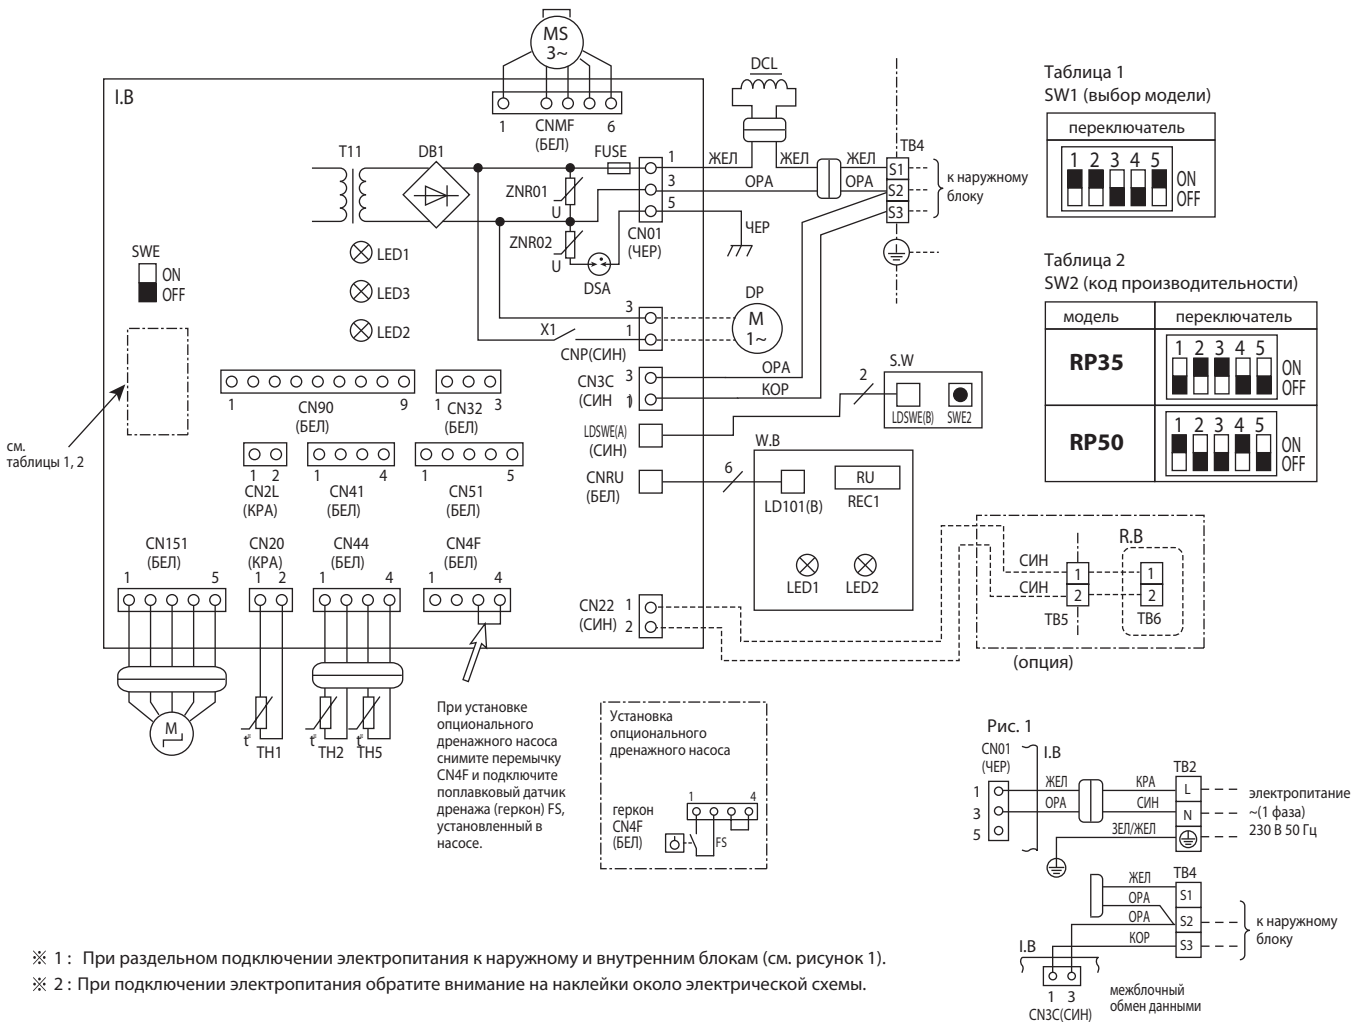 MS
3~
I.B
1
CNMF
6
(БЕЛ)
T11
DB1
FUSE
ZNR01
U
ZNR02
U
DSA
1
3
5
CN01
(ЧЕР)
DCL
ЖЕЛ
ЖЕЛ
ЖЕЛ
ОРА
ОРА
ЧЕР
TB4
S1
S2
S3
к наружному
блоку
SWE
ON
OFF
LED1
LED3
LED2
X1
3
1
CNP(СИН)
DP
M
1~
CN3C
3
(СИН
1)
ОРА
КОР
LDSWE(A)
(СИН)
2
S.W
LDSWE(B)
SWE2
CNRU
(БЕЛ)
6
W.B
LD101(B)
RU
REC1
LED1
LED2
см.
таблицы 1, 2
1
9
CN90
(БЕЛ)
1
3
CN32
(БЕЛ)
1 2
CN2L
(КРА)
1
4
CN41
(БЕЛ)
1
5
CN51
(БЕЛ)
CN151
(БЕЛ)
1
5
CN20
(КРА)
1 2
CN44
(БЕЛ)
1
4
CN4F
(БЕЛ)
1
4
CN22
1
(СИН)
2
M
t°
TH1
t°
TH2
t°
TH5
СИН
СИН
1
2
TB5
R.B
1
2
TB6
(опция)
При установке
опционального
дренажного насоса
снимите перемычку
CN4F и подключите
поплавковый датчик
дренажа (геркон) FS,
установленный в
насосе.
Установка
опционального
дренажного насоса
1
4
геркон
CN4F
(БЕЛ)
FS
Таблица 1
SW1 (выбор модели)
переключатель
1 2 3 4 5
ON
OFF
Таблица 2
SW2 (код производительности)
модель
переключатель
RP35
1 2 3 4 5
ON
OFF
RP50
1 2 3 4 5
ON
OFF
Рис. 1
CN01
(ЧЕР)
I.B
1
3
5
ЖЕЛ
ОРА
КРА
СИН
ЗЕЛ/ЖЕЛ
TB2
L
N
электропитание
~(1 фаза)
230 В 50 Гц
ЖЕЛ
ОРА
ОРА
КОР
TB4
S1
S2
S3
к наружному
блоку
I.B
1 3
CN3C(СИН)
межблочный
обмен данными
※ 1 : При раздельном подключении электропитания к наружному и внутренним блокам (см. рисунок 1).
※ 2 : При подключении электропитания обратите внимание на наклейки около электрической схемы.